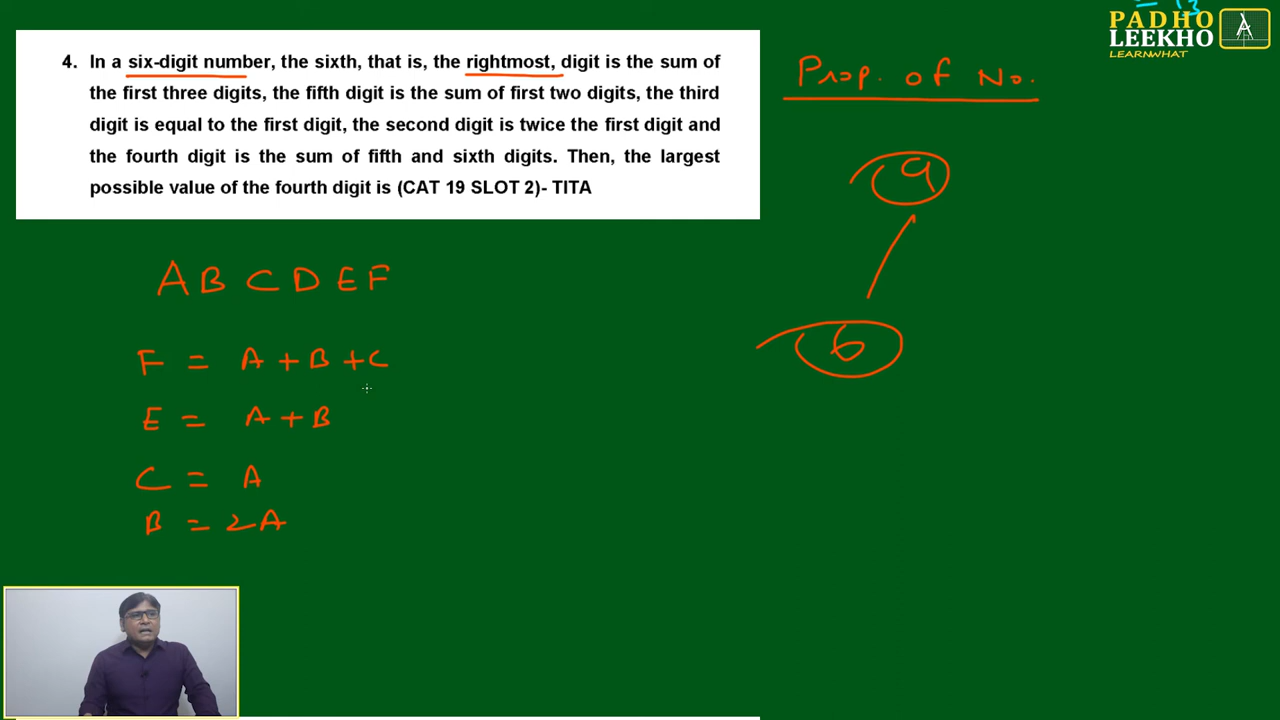 PADHO
LEEKHO
LEARNWHAT
4. In a six-digit number, the sixth, that is, the rightmost, digit is the sum of
the first three digits, the fifth digit is the sum of first two digits, the third
digit is equal to the first digit, the second digit is twice the first digit and
the fourth digit is the sum of fifth and sixth digits. Then, the largest
possible value of the fourth digit is (CAT 19 SLOT 2)- TITA
Prop. of No.
9
6
A B C D E F
F = A + B + C
E = A + B
C = A
B = 2A